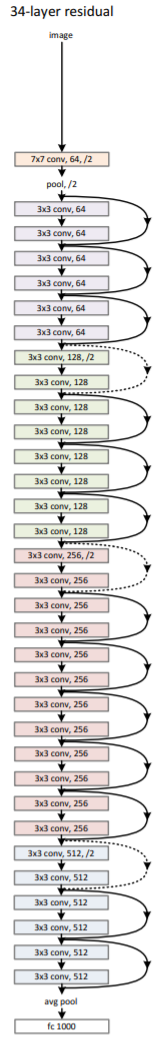 34-layer residual
image
7x7 conv, 64, /2
pool, /2
3x3 conv, 64
3x3 conv, 64
3x3 conv, 64
3x3 conv, 64
3x3 conv, 64
3x3 conv, 64
3x3 conv, 128, /2
3x3 conv, 128
3x3 conv, 128
3x3 conv, 128
3x3 conv, 128
3x3 conv, 128
3x3 conv, 128
3x3 conv, 128
3x3 conv, 256, /2
3x3 conv, 256
3x3 conv, 256
3x3 conv, 256
3x3 conv, 256
3x3 conv, 256
3x3 conv, 256
3x3 conv, 256
3x3 conv, 256
3x3 conv, 256
3x3 conv, 256
3x3 conv, 256
3x3 conv, 512, /2
3x3 conv, 512
3x3 conv, 512
3x3 conv, 512
3x3 conv, 512
3x3 conv, 512
avg pool
fc 1000